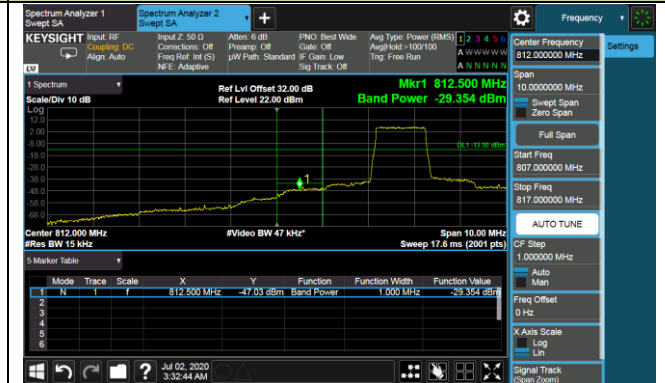 Spectrum Analyzer 1
Swept SA
Spectrum Analyzer 2
Swept SA
+
Frequency
KEYSIGHT
Input: RF
Coupling: DC
Align: Auto
Input Z: 50 Ω
Corrections: Off
Freq Ref: Int (S)
NFE: Adaptive
Atten: 6 dB
Preamp: Off
µW Path: Standard
PNO: Best Wide
Gate: Off
IF Gain: Low
Sig Track: Off
Avg Type: Power (RMS)
Avg|Hold:>100/100
Trig: Free Run
1 2 3 4 5 6
A W W W W W
A N N N N N
LXI
1 Spectrum
Scale/Div 10 dB
Log
Ref Lvl Offset 32.00 dB
Ref Level 22.00 dBm
Mkr1 812.500 MHz
Band Power -29.354 dBm
12.0
2.00
-8.00
-18.0
-28.0
-38.0
-48.0
-58.0
-68.0
DL1 -13.00 dBm
1
Center 812.000 MHz
#Res BW 15 kHz
#Video BW 47 kHz*
Span 10.00 MHz
Sweep 17.6 ms (2001 pts)
5 Marker Table
Mode Trace Scale X Y Function Function Width Function Value
1 N 1 f 812.500 MHz -47.03 dBm Band Power 1.000 MHz -29.354 dBm
2
3
4
5
6
?
Jul 02, 2020
3:32:44 AM
Center Frequency
812.000000 MHz
Settings
Span
10.0000000 MHz
Swept Span
Zero Span
Full Span
Start Freq
807.000000 MHz
Stop Freq
817.000000 MHz
AUTO TUNE
CF Step
1.000000 MHz
Auto
Man
Freq Offset
0 Hz
X Axis Scale
Log
Lin
Signal Track
(Span Zoom)